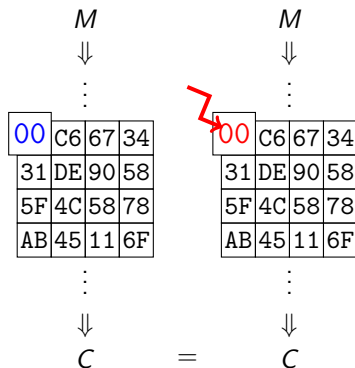 M M
⇓ ⇓
⋮ ⋮
00 C6 67 34 00 C6 67 34
31 DE 90 58 31 DE 90 58
5F 4C 58 78 5F 4C 58 78
AB 45 11 6F AB 45 11 6F
⋮ ⋮
⇓ ⇓
C = C